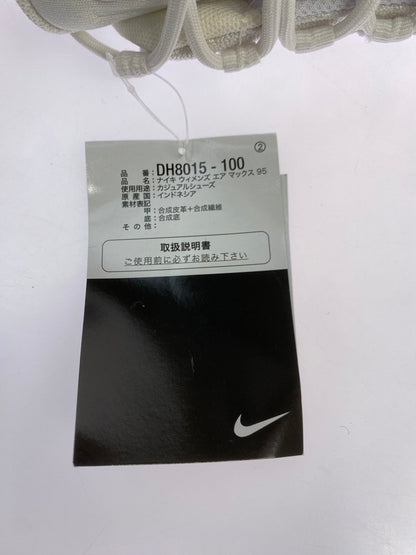 ②
品番：DH8015 - 100
品名：ナイキ ウィメンズ エア マックス 95
使用用途：カジュアルシューズ
原産国：インドネシア
素材表記
甲：合成皮革＋合成繊維
底：合成底
その他：
取扱説明書
ご使用前に必ずお読み下さい